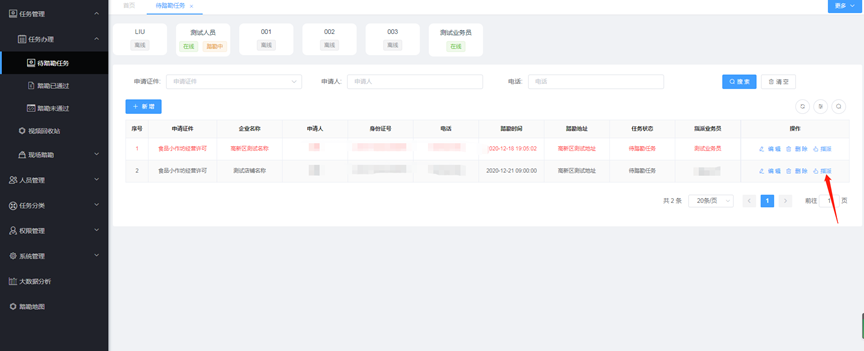 任务管理
任务办理
待踏勘任务
踏勘已通过
踏勘未通过
视频回收站
现场踏勘
人员管理
任务分类
权限管理
系统管理
大数据分析
踏勘地图
首页 待踏勘任务 ×
更多
LIU 测试人员 001 002 003 测试业务员
离线 在线 踏勘中 离线 离线 离线 在线
申请证件: 申请证件 申请人: 申请人 电话: 电话 搜索 清空
+ 新增
序号 申请证件 企业名称 申请人 身份证号 电话 踏勘时间 踏勘地址 任务状态 指派业务员 操作
1 食品小作坊经营许可 高新区测试名称 2020-12-18 19:05:02 高新区测试地址 待踏勘任务 测试业务员 编辑 删除 指派
2 食品小作坊经营许可 测试店铺名称 2020-12-21 09:00:00 高新区测试地址 待踏勘任务 编辑 删除 指派
共 2 条 20条/页 < 1 > 前往 1 页